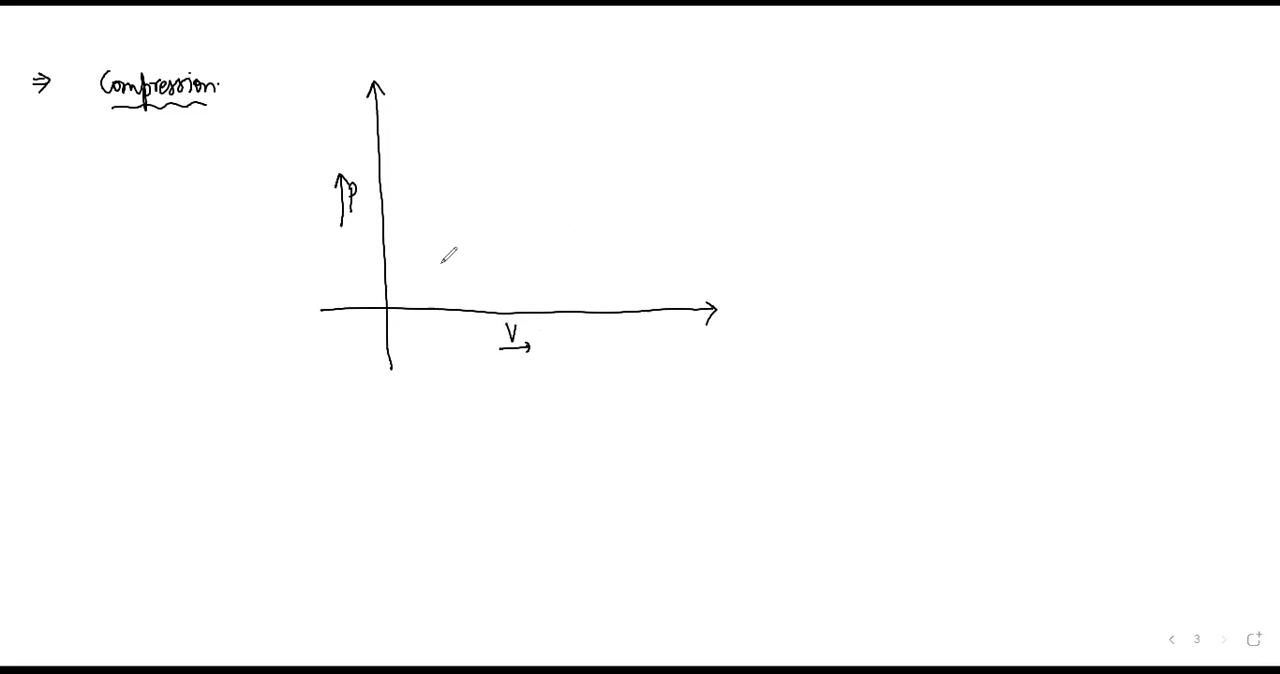 ⇒ Compression.
↑P
V
< 3 >